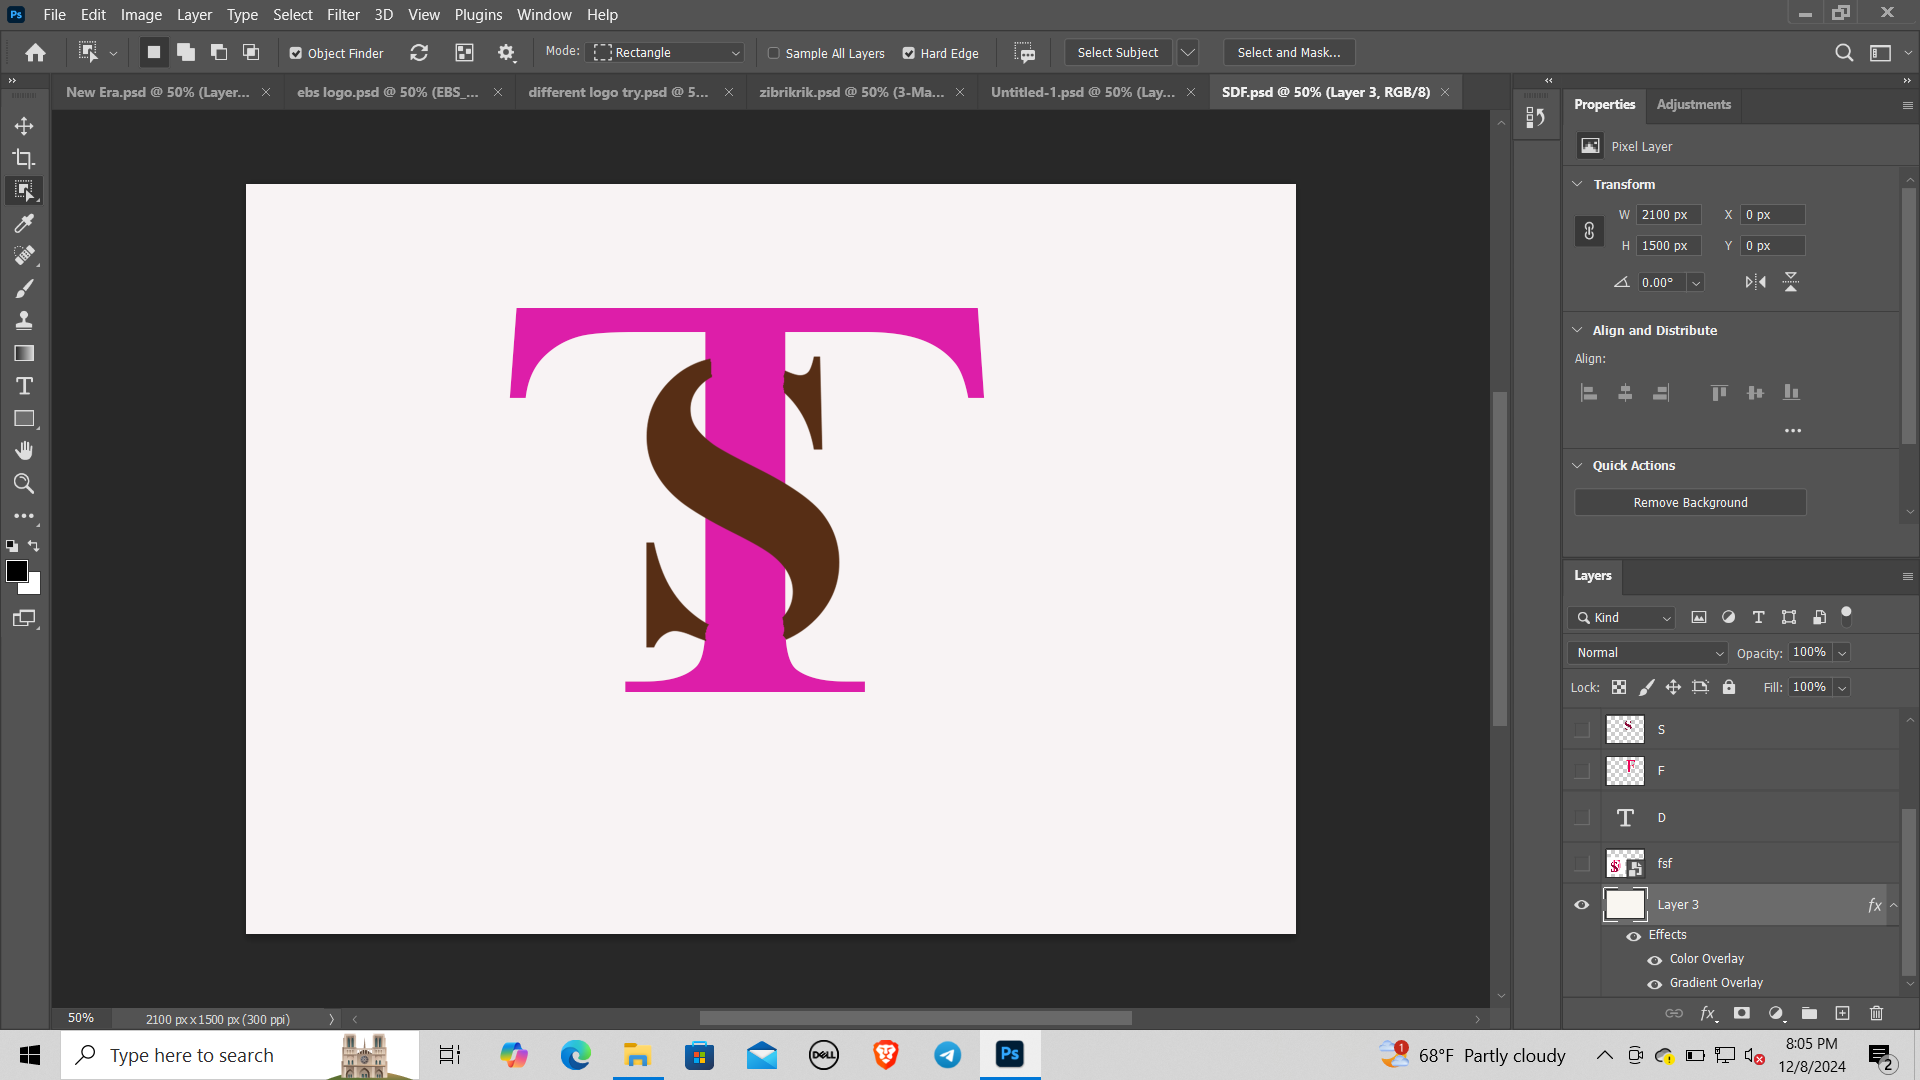 Ps File Edit Image Layer Type Select Filter 3D View Plugins Window Help
Object Finder Mode: Rectangle Sample All Layers Hard Edge Select Subject Select and Mask...
New Era.psd @ 50% (Layer... ebs logo.psd @ 50% (EBS_... different logo try.psd @ 5... zibrikrik.psd @ 50% (3-Ma... Untitled-1.psd @ 50% (Lay... SDF.psd @ 50% (Layer 3, RGB/8)
Properties Adjustments
Pixel Layer
Transform
W 2100 px X 0 px
H 1500 px Y 0 px
0.00°
Align and Distribute
Align:
Quick Actions
Remove Background
T
S
Layers
Kind
Normal Opacity: 100%
Lock: Fill: 100%
S
F
D
fsf
Layer 3 fx
Effects
Color Overlay
Gradient Overlay
fx
50% 2100 px x 1500 px (300 ppi)
Type here to search
DELL
Ps
1
68°F Partly cloudy
8:05 PM
12/8/2024
2